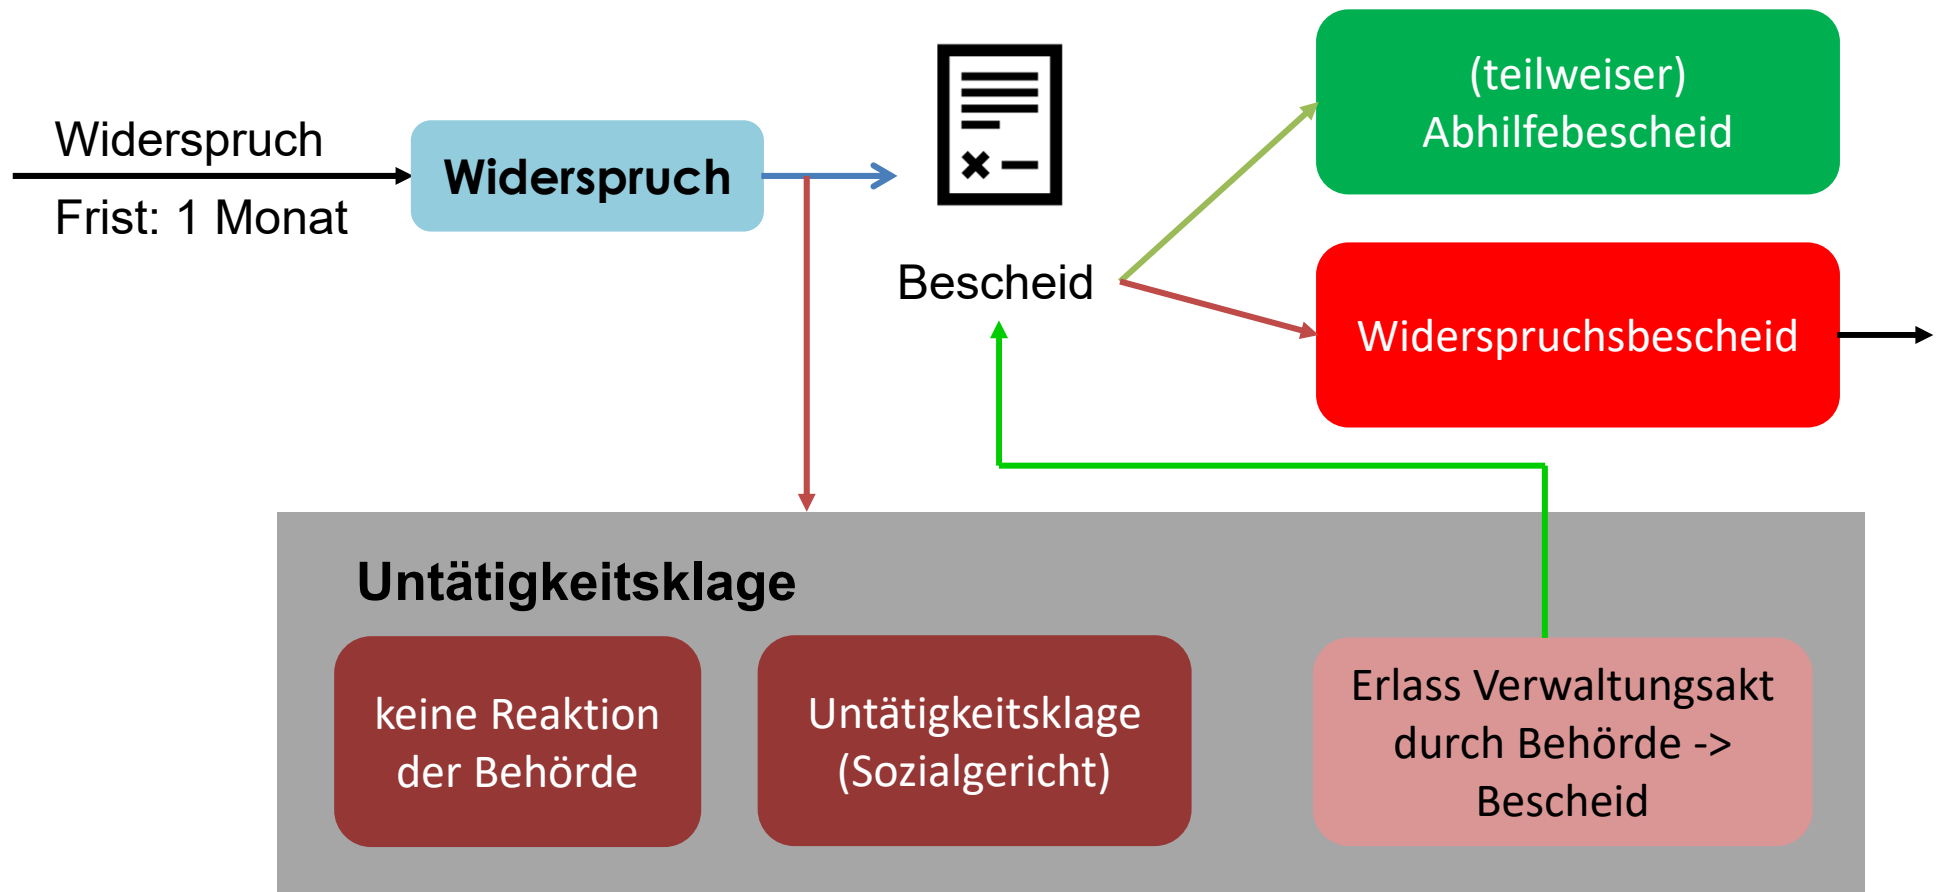 Widerspruch
Frist: 1 Monat
Widerspruch
Bescheid
(teilweiser)
Abhilfebescheid
Widerspruchsbescheid
Untätigkeitsklage
keine Reaktion
der Behörde
Untätigkeitsklage
(Sozialgericht)
Erlass Verwaltungsakt
durch Behörde ->
Bescheid